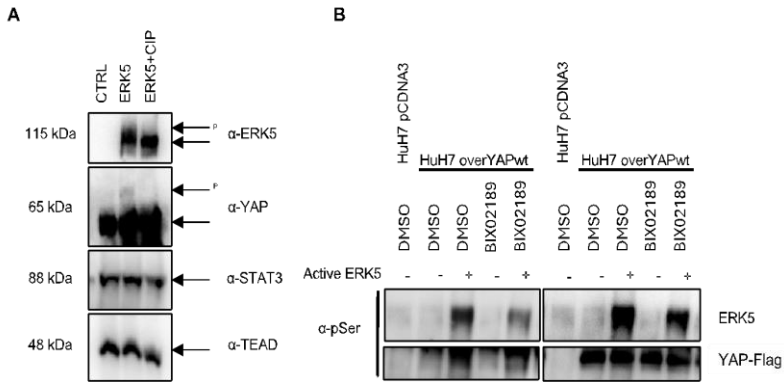 A
CTRL
ERK5
ERK5+CIP
115 kDa
P
α-ERK5
P
65 kDa
α-YAP
88 kDa
α-STAT3
48 kDa
α-TEAD
B
HuH7 pCDNA3
HuH7 overYAPwt
DMSO
DMSO
DMSO
BIX02189
BIX02189
HuH7 pCDNA3
HuH7 overYAPwt
DMSO
DMSO
DMSO
BIX02189
BIX02189
Active ERK5 - - + - + - - + - +
α-pSer
ERK5
YAP-Flag